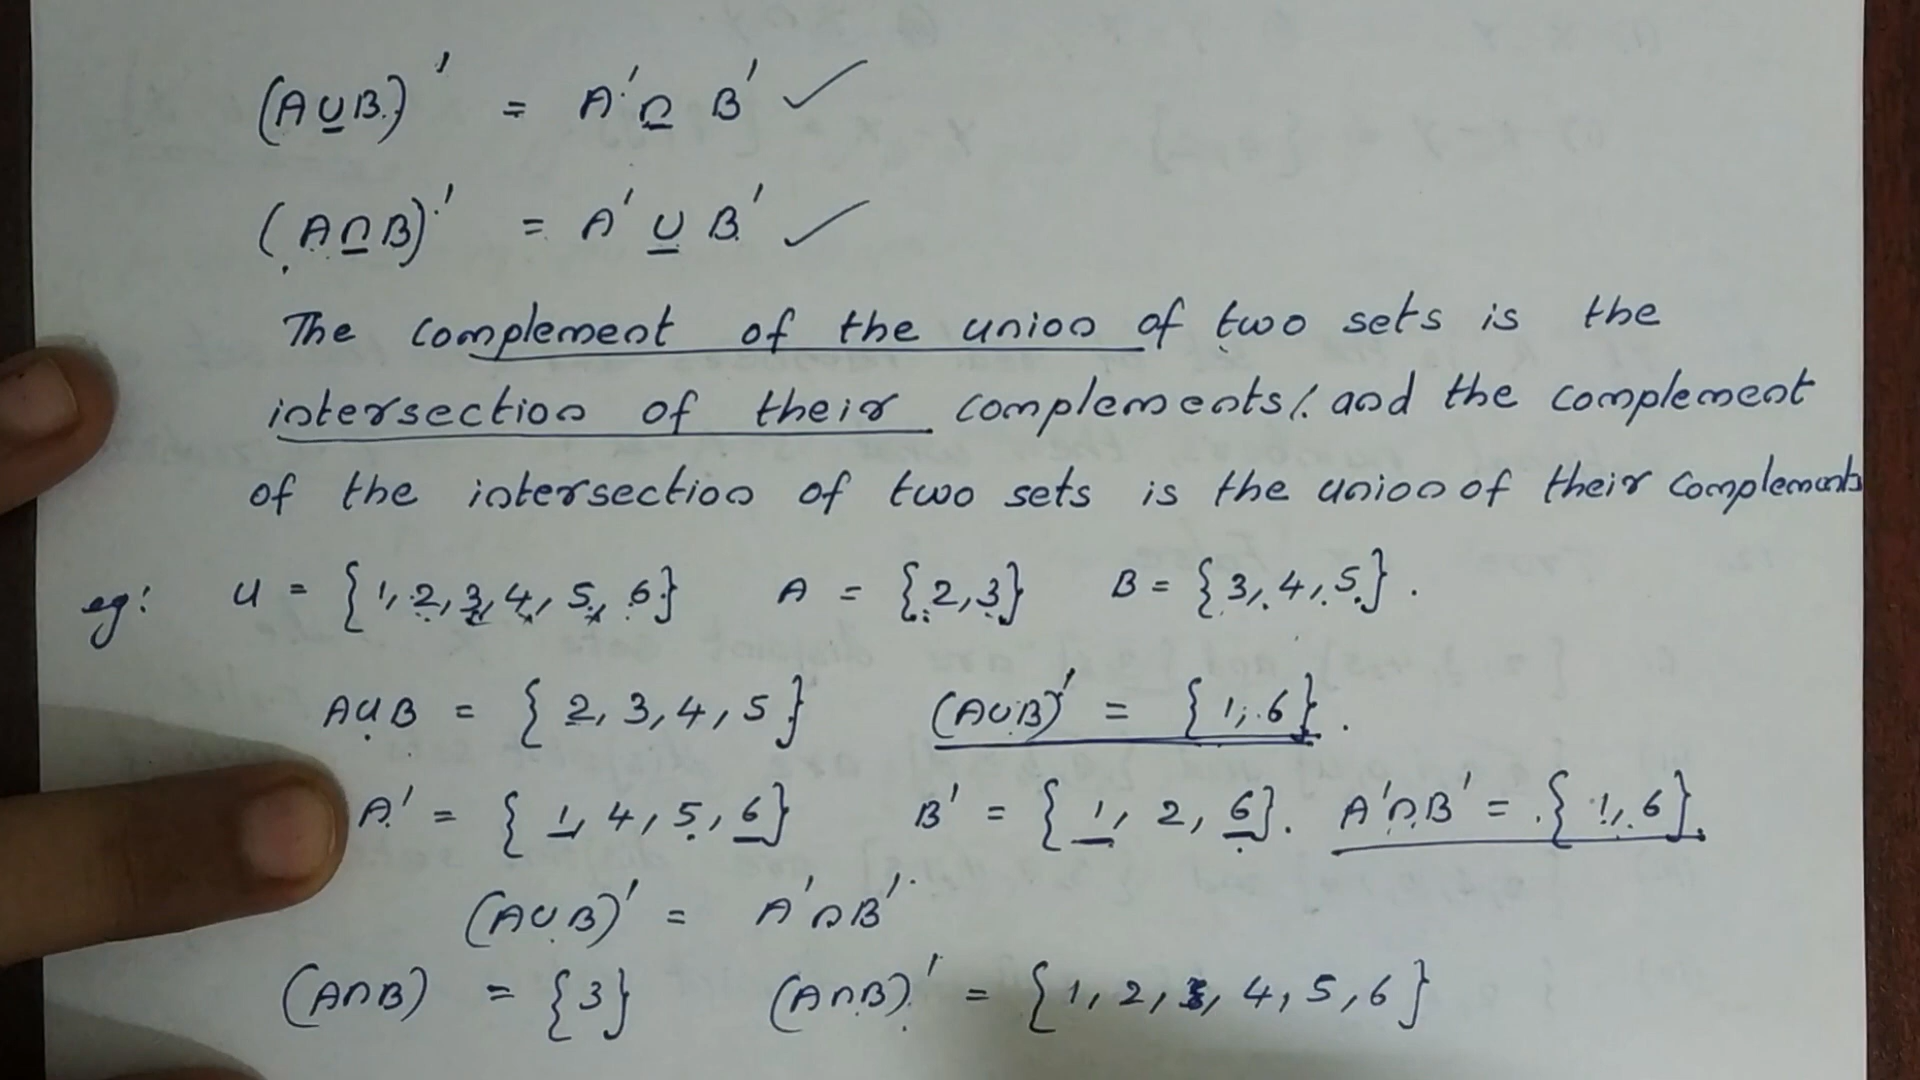 (A∪B)' = A'∩B' ✓
(A∩B)' = A'∪B' ✓
The complement of the union of two sets is the
intersection of their complements. and the complement
of the intersection of two sets is the union of their complements
eg: U = {1, 2, 3, 4, 5, 6} A = {2, 3} B = {3, 4, 5}.
A∪B = {2, 3, 4, 5} (A∪B)' = {1, 6}.
A' = {1, 4, 5, 6} B' = {1, 2, 6}. A'∩B' = {1, 6}.
(A∪B)' = A'∩B'.
(A∩B) = {3} (A∩B)' = {1, 2, 3, 4, 5, 6}